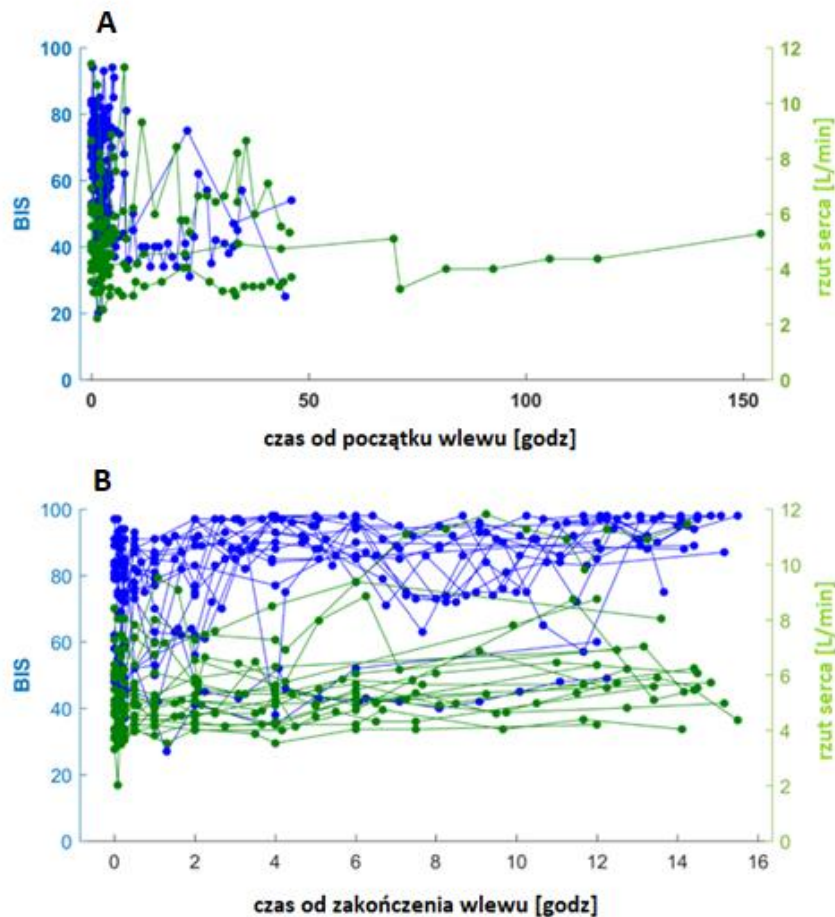 A
100
80
60
40
20
0
BIS
12
10
8
6
4
2
0
rzut serca [L/min]
0 50 100 150
czas od początku wlewu [godz]
B
100
80
60
40
20
0
BIS
12
10
8
6
4
2
0
rzut serca [L/min]
0 2 4 6 8 10 12 14 16
czas od zakończenia wlewu [godz]